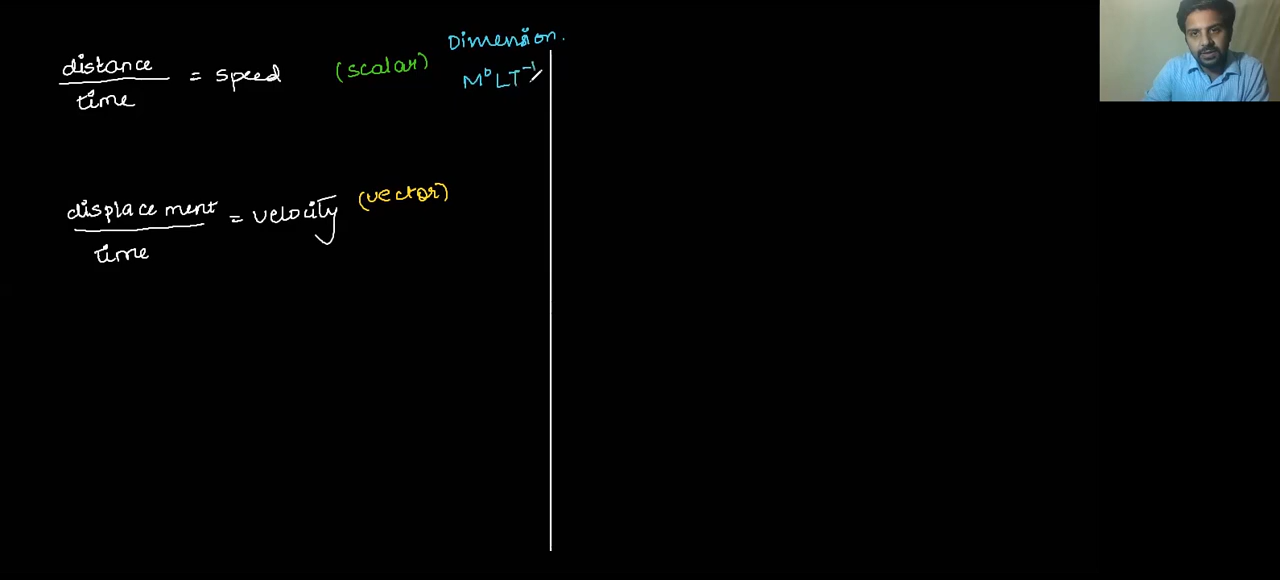 Dimension.
distance
time
= speed (scalar) M⁰LT⁻¹
displacement
time
= velocity (vector)